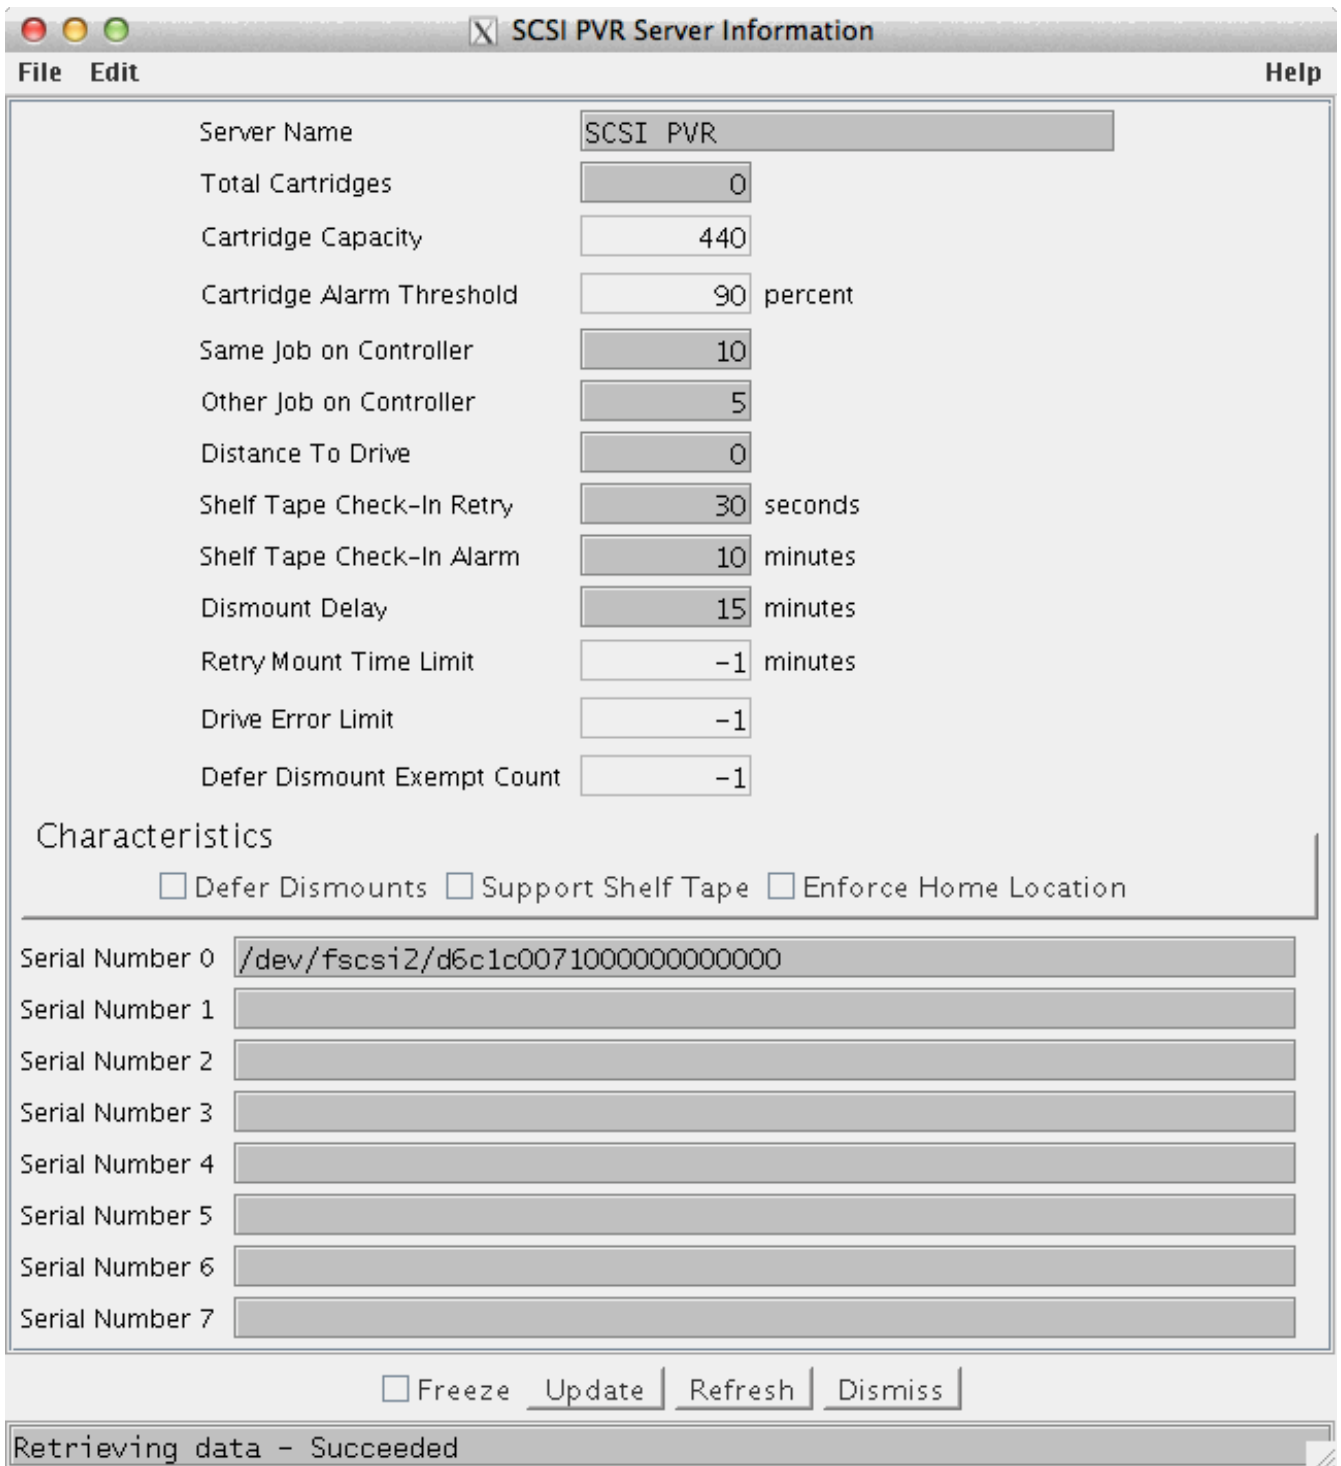 SCSI PVR Server Information
File Edit Help
Server Name SCSI PVR
Total Cartridges 0
Cartridge Capacity 440
Cartridge Alarm Threshold 90 percent
Same Job on Controller 10
Other Job on Controller 5
Distance To Drive 0
Shelf Tape Check-In Retry 30 seconds
Shelf Tape Check-In Alarm 10 minutes
Dismount Delay 15 minutes
Retry Mount Time Limit -1 minutes
Drive Error Limit -1
Defer Dismount Exempt Count -1
Characteristics
Defer Dismounts Support Shelf Tape Enforce Home Location
Serial Number 0 /dev/fscsi2/d6c1c0071000000000000
Serial Number 1
Serial Number 2
Serial Number 3
Serial Number 4
Serial Number 5
Serial Number 6
Serial Number 7
Freeze Update Refresh Dismiss
Retrieving data - Succeeded